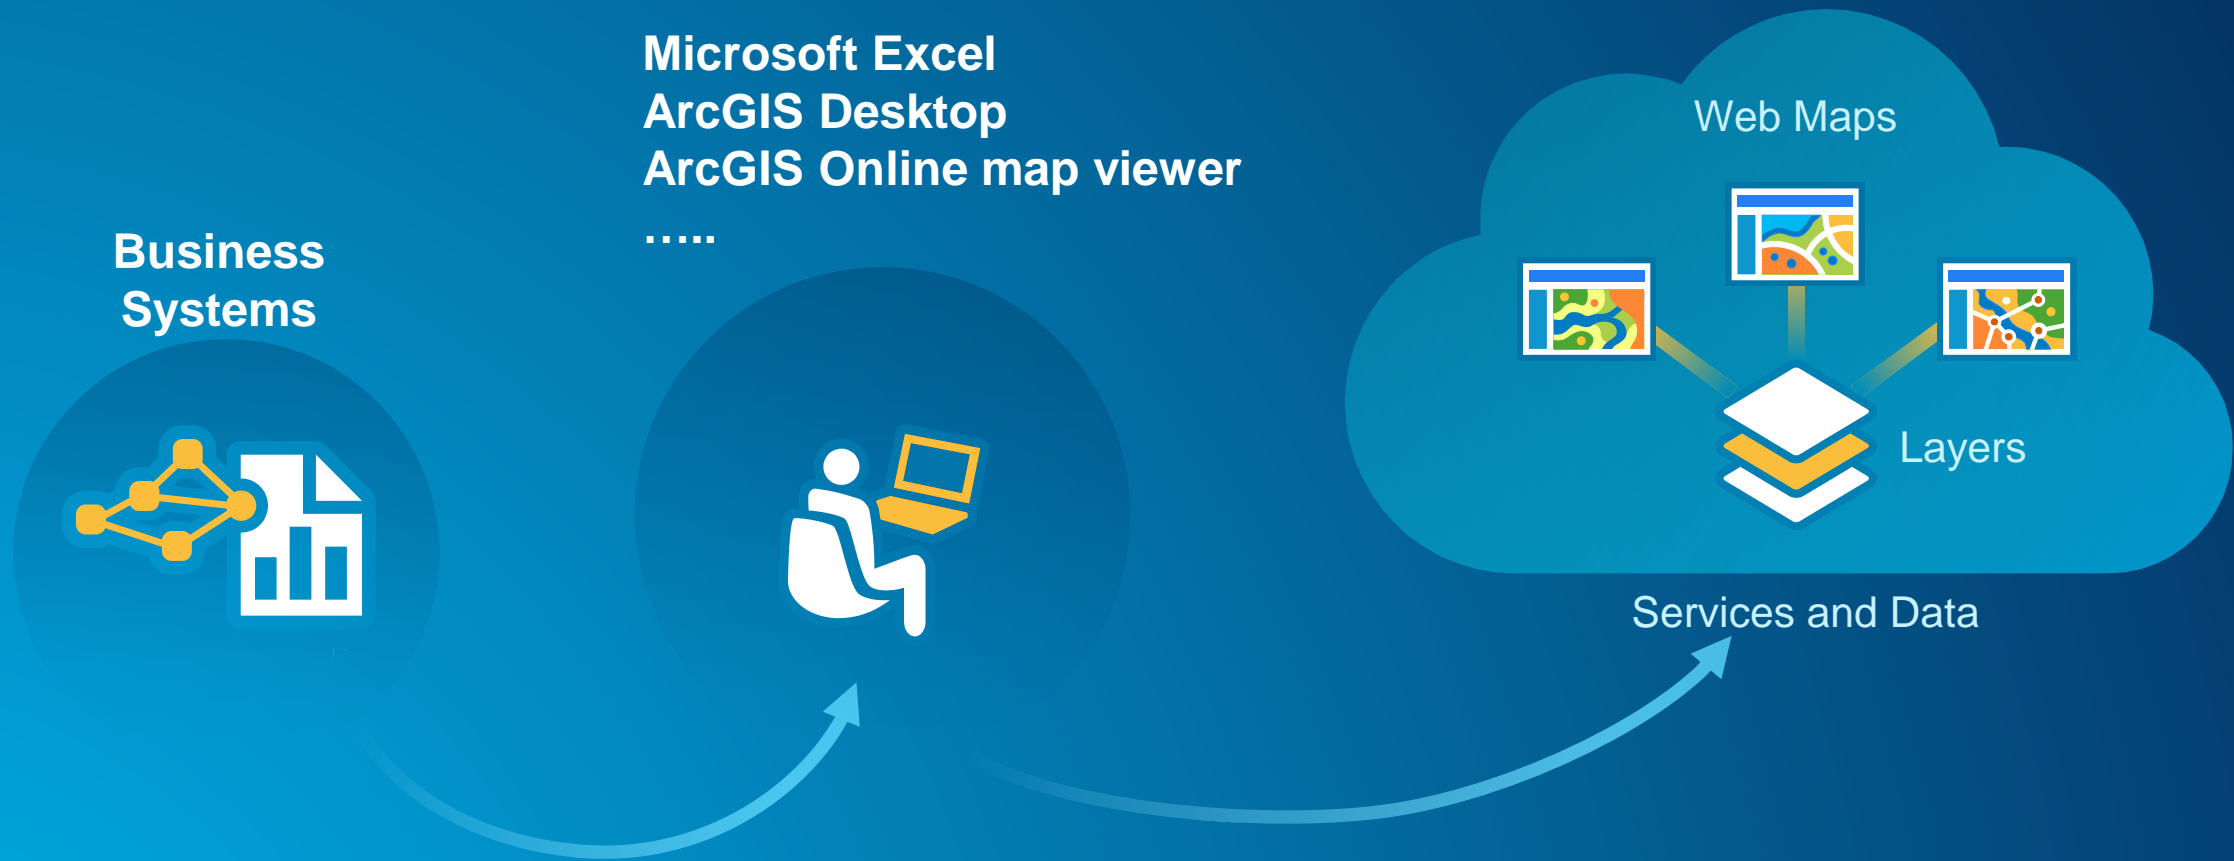 Microsoft Excel
ArcGIS Desktop
ArcGIS Online map viewer
…..
Business
Systems
Web Maps
Layers
Services and Data